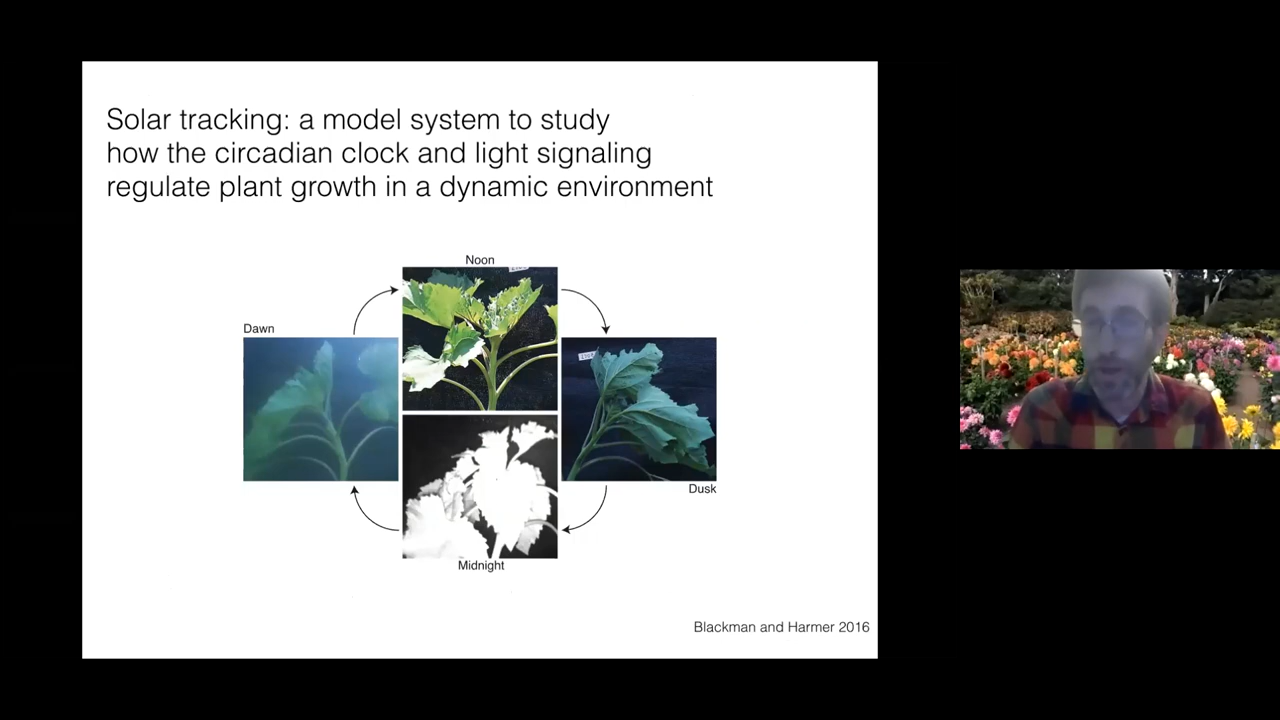 Solar tracking: a model system to study
how the circadian clock and light signaling
regulate plant growth in a dynamic environment
Noon
Dawn
Dusk
Midnight
Blackman and Harmer 2016